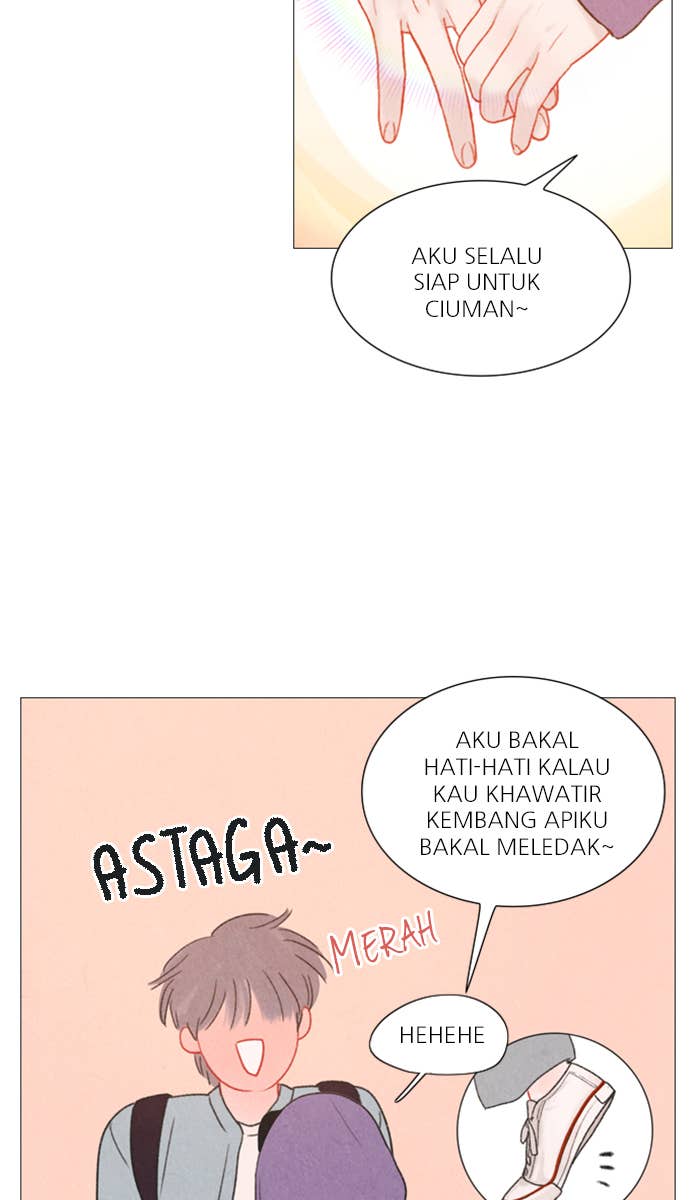 AKU SELALU
SIAP UNTUK
CIUMAN~
AKU BAKAL
HATI-HATI KALAU
KAU KHAWATIR
KEMBANG APIKU
BAKAL MELEDAK~
ASTAGA~
MERAH
HEHEHE